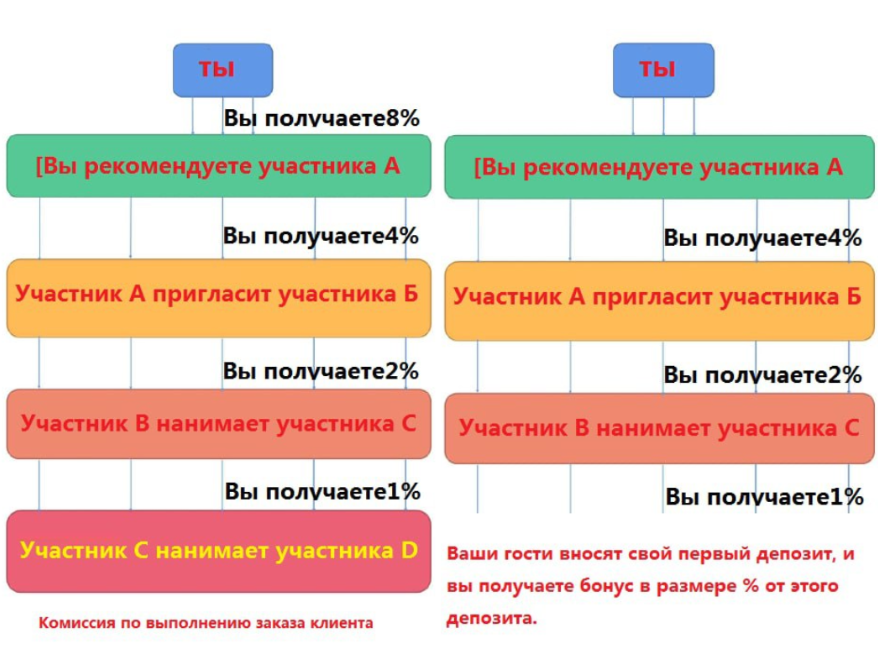 ты
Вы получаете8%
[Вы рекомендуете участника А
Вы получаете4%
Участник А пригласит участника Б
Вы получаете2%
Участник В нанимает участника С
Вы получаете1%
Участник С нанимает участника D
Комиссия по выполнению заказа клиента
ты
[Вы рекомендуете участника А
Вы получаете4%
Участник А пригласит участника Б
Вы получаете2%
Участник В нанимает участника С
Вы получаете1%
Ваши гости вносят свой первый депозит, и
вы получаете бонус в размере % от этого
депозита.